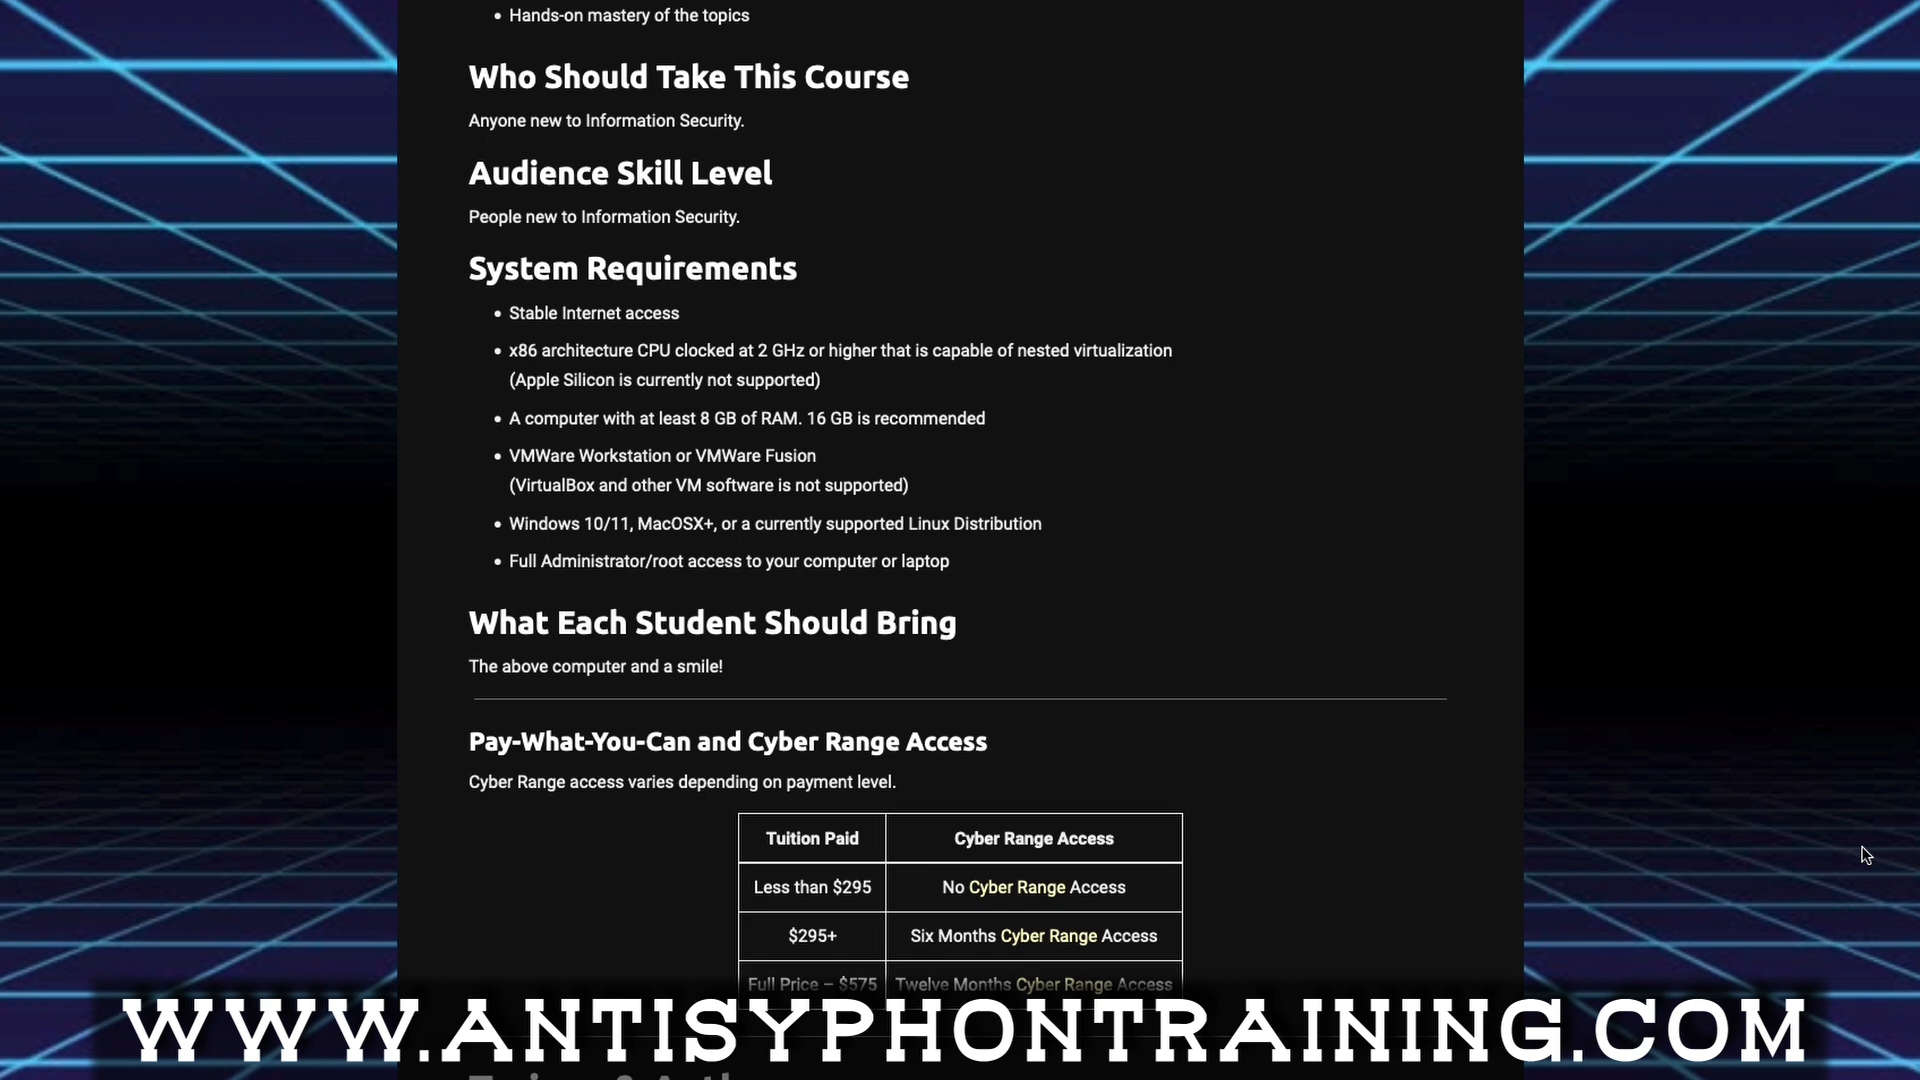 Hands-on mastery of the topics
Who Should Take This Course
Anyone new to Information Security.
Audience Skill Level
People new to Information Security.
System Requirements
Stable Internet access
x86 architecture CPU clocked at 2 GHz or higher that is capable of nested virtualization
(Apple Silicon is currently not supported)
A computer with at least 8 GB of RAM. 16 GB is recommended
VMWare Workstation or VMWare Fusion
(VirtualBox and other VM software is not supported)
Windows 10/11, MacOSX+, or a currently supported Linux Distribution
Full Administrator/root access to your computer or laptop
What Each Student Should Bring
The above computer and a smile!
Pay-What-You-Can and Cyber Range Access
Cyber Range access varies depending on payment level.
Tuition Paid Cyber Range Access
Less than $295 No Cyber Range Access
$295+ Six Months Cyber Range Access
Full Price – $575 Twelve Months Cyber Range Access
WWW.ANTISYPHONTRAINING.COM